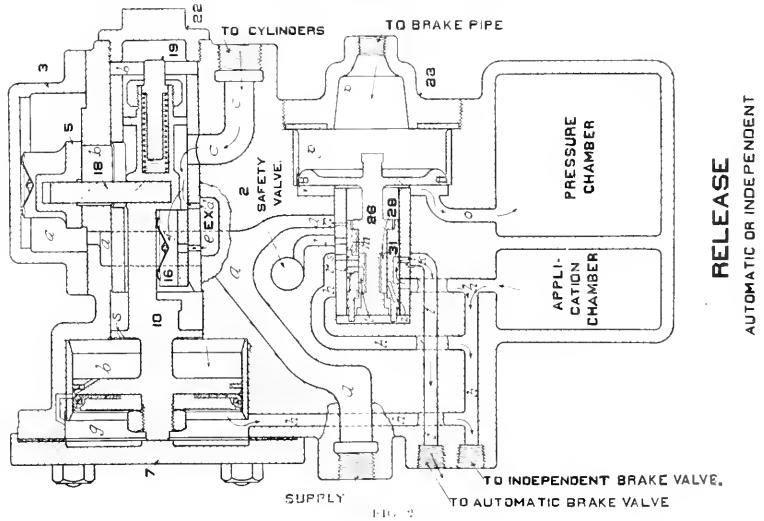 22
TO CYLINDERS
TO BRAKE PIPE
3
19
23
5
b
c
18
2
SAFETY
VALVE.
a
EX
e
d
16
26
28
31
PRESSURE
CHAMBER
APPLI-
CATION
CHAMBER
RELEASE
AUTOMATIC OR INDEPENDENT
10
s
b
g
h
a
7
SUPPLY
TO INDEPENDENT BRAKE VALVE.
TO AUTOMATIC BRAKE VALVE